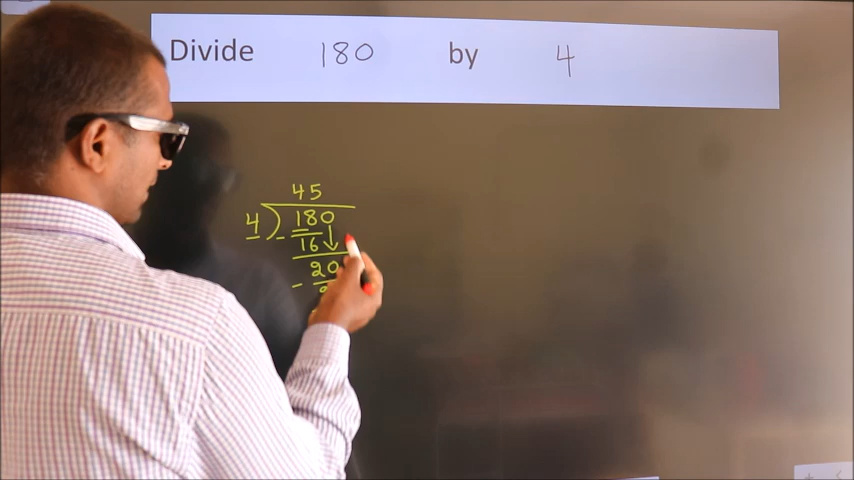 Divide 180 by 4
45
4 ) 180
- 16 ↓
20
-